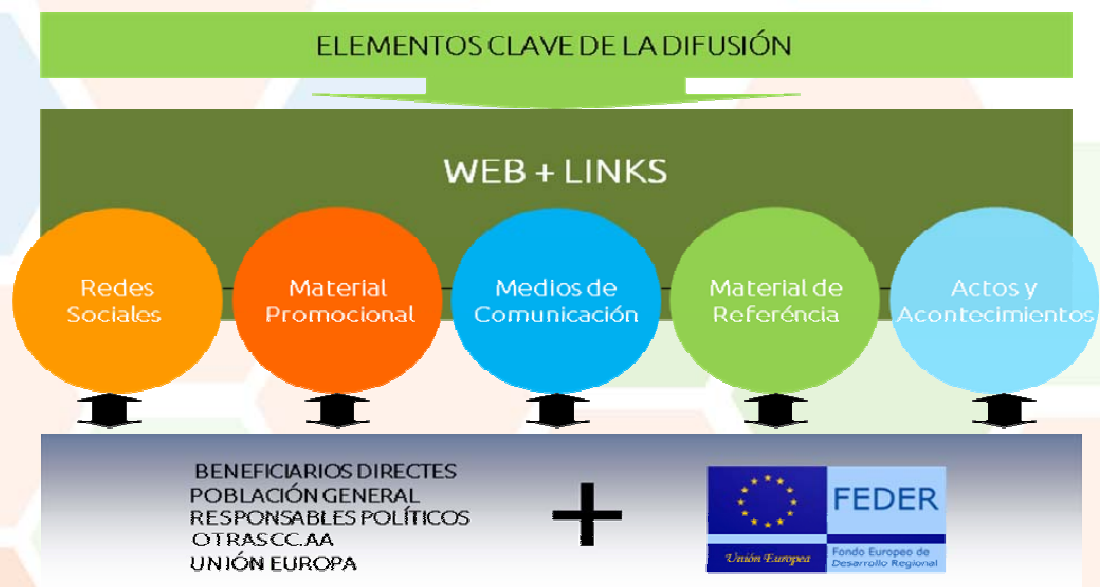 ELEMENTOS CLAVE DE LA DIFUSIÓN
WEB + LINKS
Redes
Sociales
Material
Promocional
Medios de
Comunicación
Material de
Referéncia
Actos y
Acontecimientos
BENEFICIARIOS DIRECTES
POBLACIÓN GENERAL
RESPONSABLES POLÍTICOS
OTRAS CC.AA
UNIÓN EUROPA
+
Unión Europea
FEDER
Fondo Europeo de
Desarrollo Regional